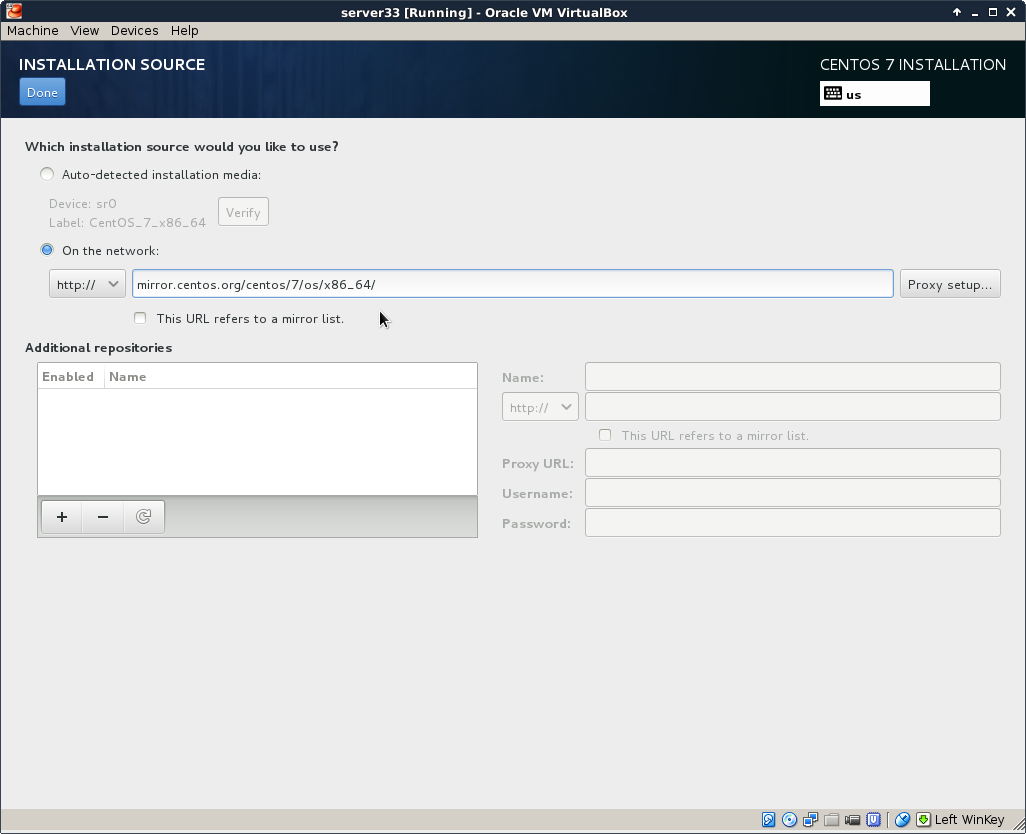 server33 [Running] - Oracle VM VirtualBox
Machine View Devices Help
INSTALLATION SOURCE
CENTOS 7 INSTALLATION
Done
us
Which installation source would you like to use?
Auto-detected installation media:
Device: sr0
Label: CentOS_7_x86_64
Verify
On the network:
http:// mirror.centos.org/centos/7/os/x86_64/ Proxy setup...
This URL refers to a mirror list.
Additional repositories
Enabled Name
Name:
http://
This URL refers to a mirror list.
Proxy URL:
Username:
Password:
Left WinKey